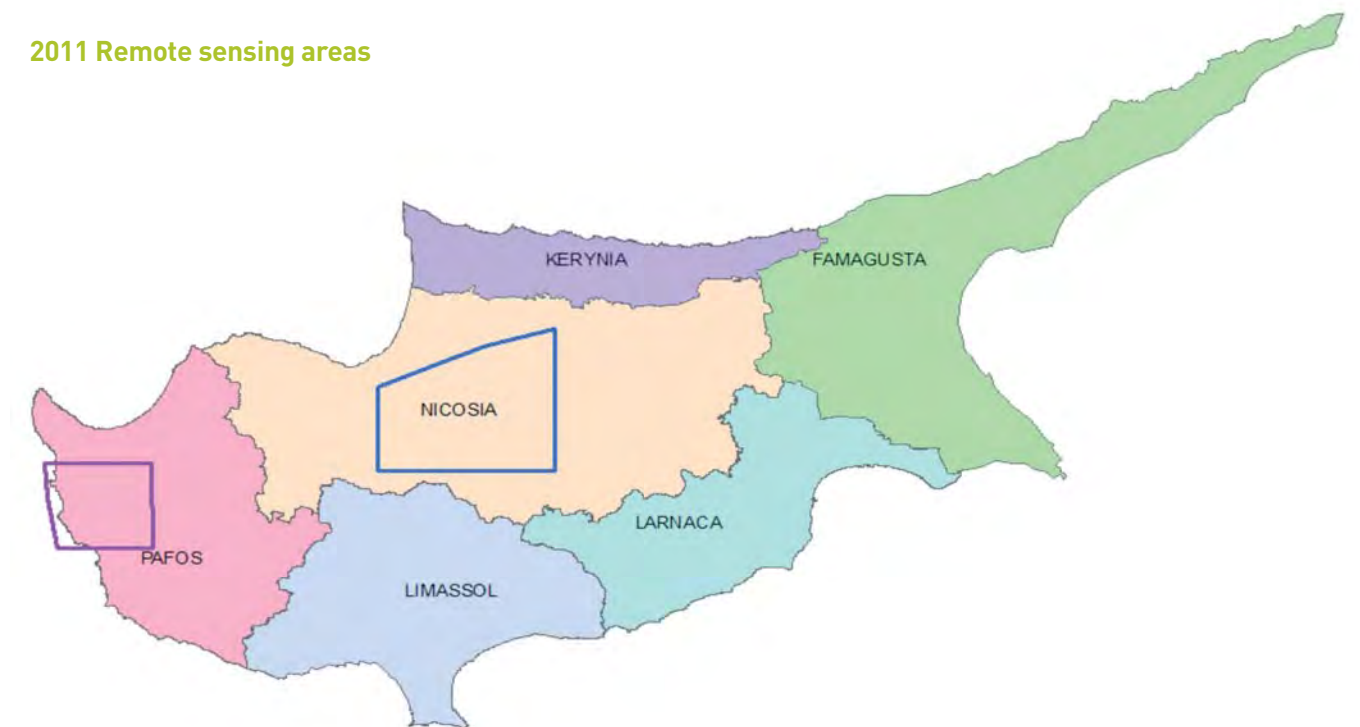 2011 Remote sensing areas
KERYNIA
FAMAGUSTA
NICOSIA
LARNACA
PAFOS
LIMASSOL